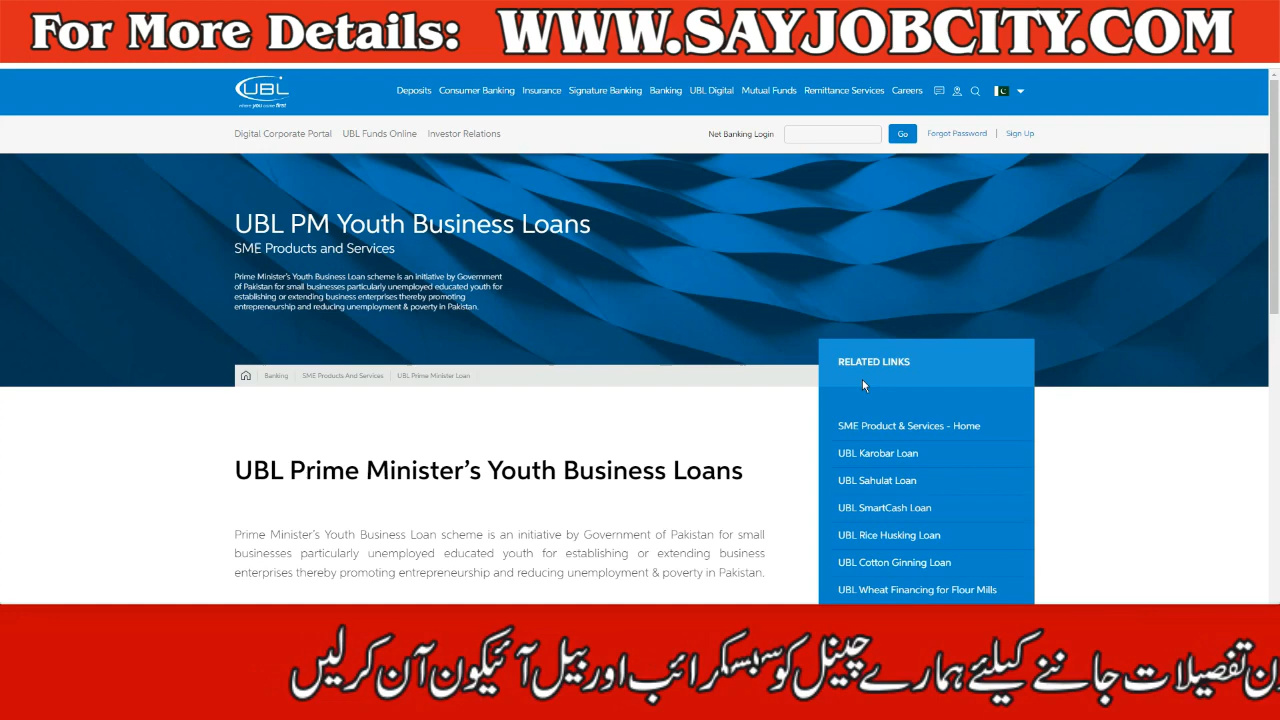 For More Details: WWW.SAYJOBCITY.COM
UBL
where you come first
Deposits Consumer Banking Insurance Signature Banking Banking UBL Digital Mutual Funds Remittance Services Careers
Digital Corporate Portal UBL Funds Online Investor Relations Net Banking Login Go Forgot Password | Sign Up
UBL PM Youth Business Loans
SME Products and Services
Prime Minister's Youth Business Loan scheme is an initiative by Government
of Pakistan for small businesses particularly unemployed educated youth for
establishing or extending business enterprises thereby promoting
entrepreneurship and reducing unemployment & poverty in Pakistan.
Banking SME Products And Services UBL Prime Minister Loan
RELATED LINKS
SME Product & Services - Home
UBL Karobar Loan
UBL Sahulat Loan
UBL SmartCash Loan
UBL Rice Husking Loan
UBL Cotton Ginning Loan
UBL Wheat Financing for Flour Mills
UBL Prime Minister’s Youth Business Loans
Prime Minister’s Youth Business Loan scheme is an initiative by Government of Pakistan for small
businesses particularly unemployed educated youth for establishing or extending business
enterprises thereby promoting entrepreneurship and reducing unemployment & poverty in Pakistan.
تفصیلات جاننے کیلئے ہمارے چینل کو سبسکرائب اور بیل آئیکون آن کرلیں